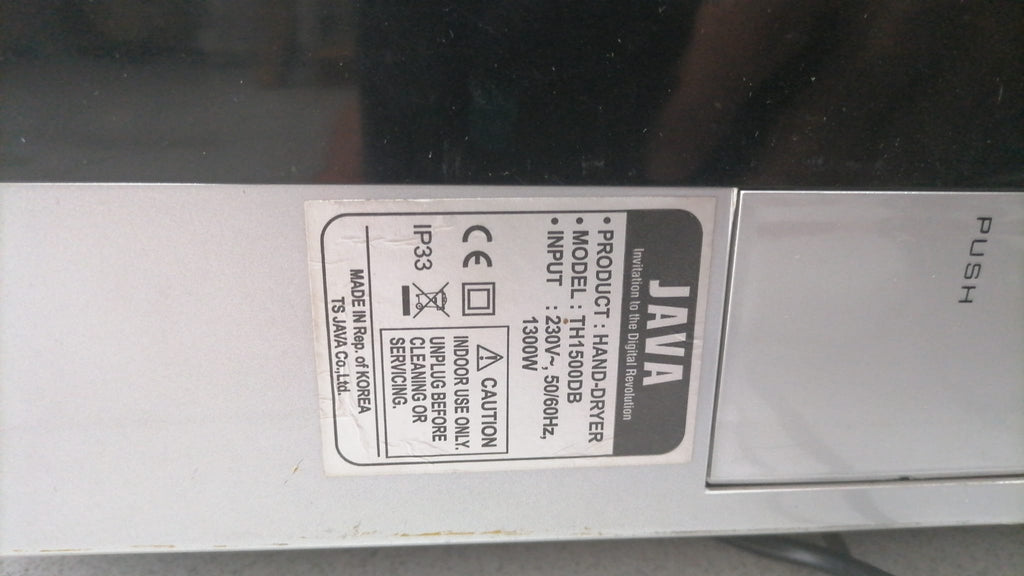 JAVA
Invitation to the Digital Revolution
• PRODUCT : HAND-DRYER
• MODEL : TH1500DB
• INPUT : 230V~, 50/60Hz,
1300W
CE
IP33
⚠ CAUTION
INDOOR USE ONLY.
UNPLUG BEFORE
CLEANING OR
SERVICING.
MADE IN Rep. of KOREA
TS JAVA Co.,Ltd.
PUSH